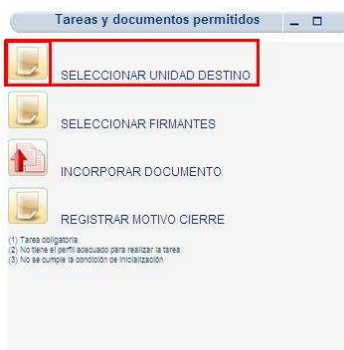 Tareas y documentos permitidos
SELECCIONAR UNIDAD DESTINO
SELECCIONAR FIRMANTES
INCORPORAR DOCUMENTO
REGISTRAR MOTIVO CIERRE
(1) Tarea obligatoria
(2) No tiene el perfil adecuado para realizar la tarea
(3) No se cumple la condición de inicialización